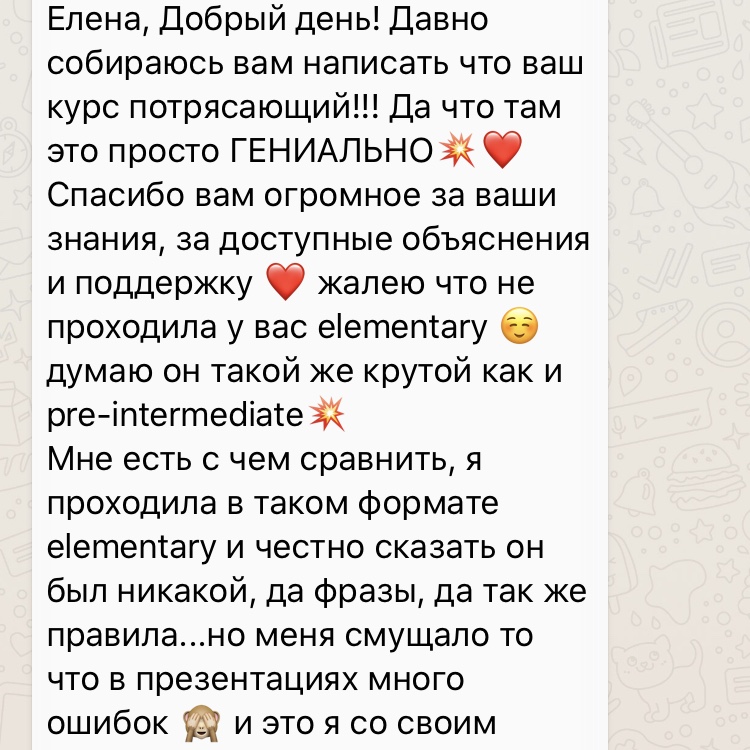 Елена, Добрый день! Давно
собираюсь вам написать что ваш
курс потрясающий!!! Да что там
это просто ГЕНИАЛЬНО💥❤️
Спасибо вам огромное за ваши
знания, за доступные объяснения
и поддержку ❤️ жалею что не
проходила у вас elementary ☺️
думаю он такой же крутой как и
pre-intermediate💥
Мне есть с чем сравнить, я
проходила в таком формате
elementary и честно сказать он
был никакой, да фразы, да так же
правила...но меня смущало то
что в презентациях много
ошибок 🙈 и это я со своим